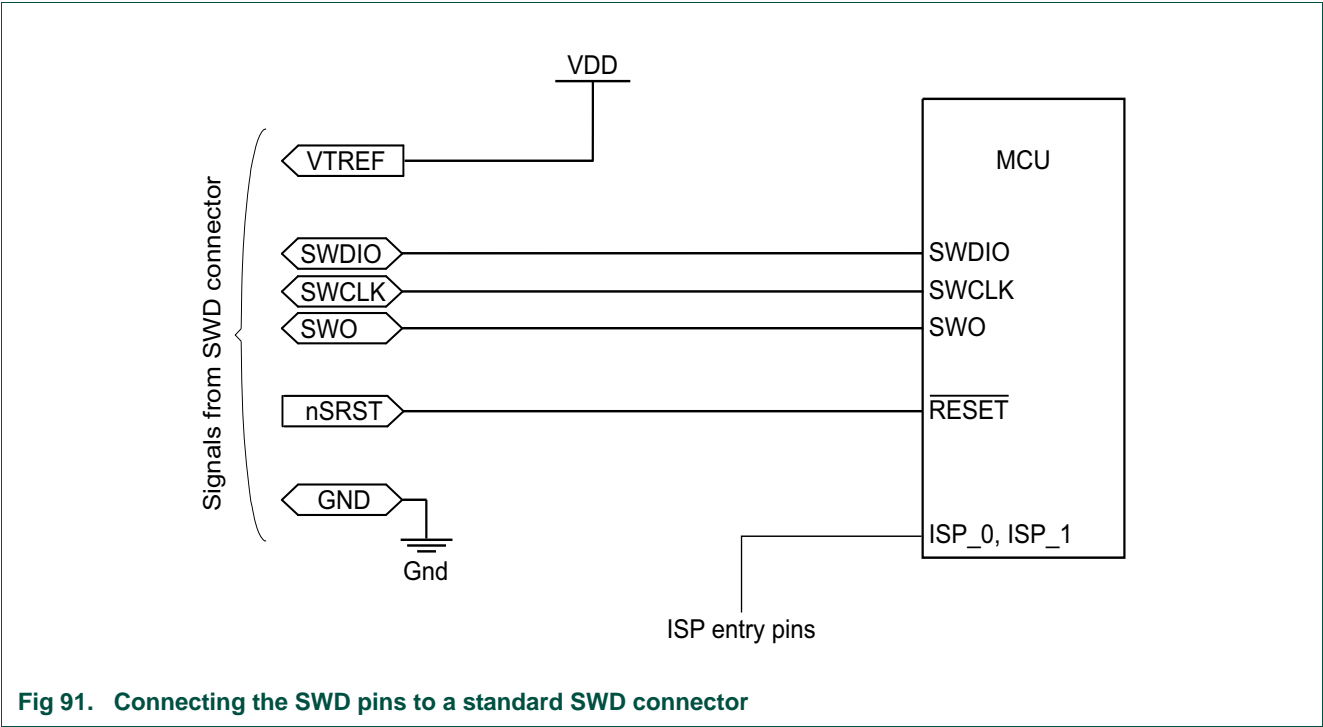 VDD
VTREF
MCU
SWDIO
SWDIO
SWCLK
SWCLK
SWO
SWO
nSRST
RESET
GND
Gnd
ISP_0, ISP_1
ISP entry pins
Signals from SWD connector
Fig 91. Connecting the SWD pins to a standard SWD connector